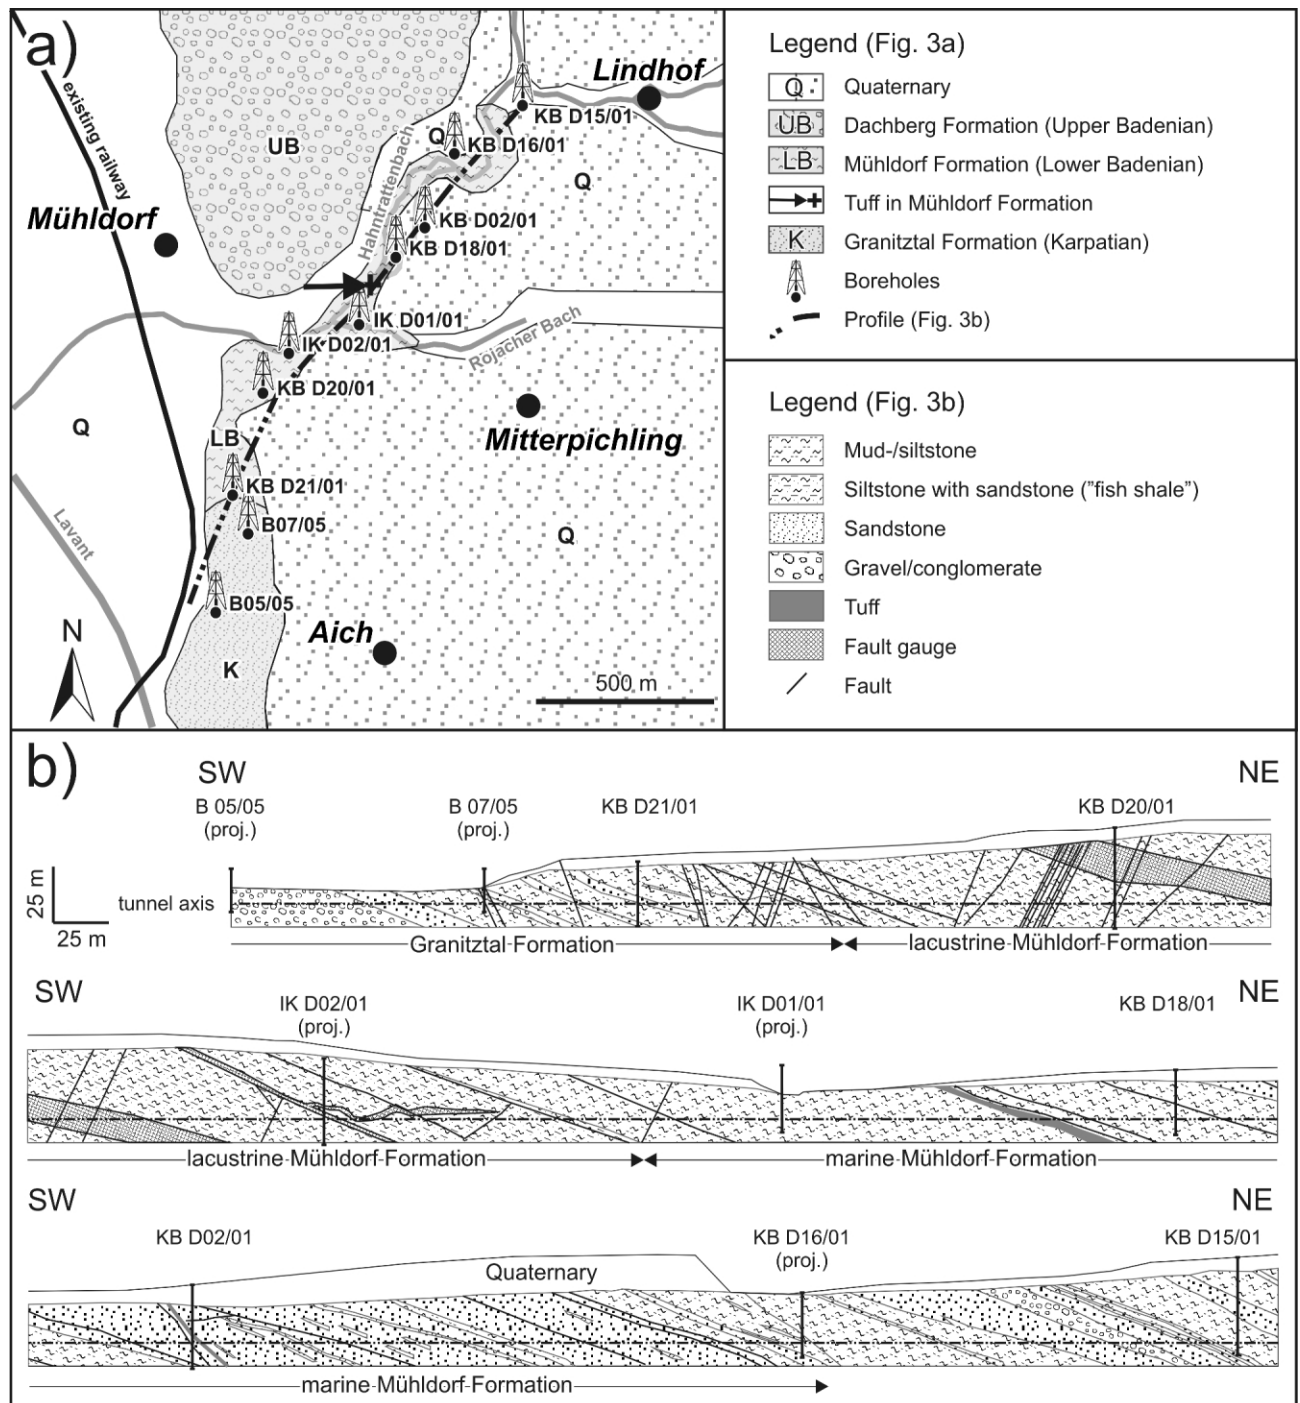 a)
existing railway
Mühldorf
UB
Hahntrattenbach
Lindhof
KB D15/01
Q
KB D16/01
Q
KB D02/01
KB D18/01
IK D01/01
IK D02/01
Rojacher Bach
KB D20/01
Mitterpichling
Q
LB
KB D21/01
B07/05
Q
Lavant
B05/05
N
Aich
K
500 m
Legend (Fig. 3a)
Q Quaternary
UB Dachberg Formation (Upper Badenian)
LB Mühldorf Formation (Lower Badenian)
Tuff in Mühldorf Formation
K Granitztal Formation (Karpatian)
Boreholes
Profile (Fig. 3b)
Legend (Fig. 3b)
Mud-/siltstone
Siltstone with sandstone ("fish shale")
Sandstone
Gravel/conglomerate
Tuff
Fault gauge
Fault
b)
SW NE
B 05/05 B 07/05 KB D21/01 KB D20/01
(proj.) (proj.)
25 m
tunnel axis
25 m
Granitztal Formation lacustrine Mühldorf Formation
SW NE
IK D02/01 IK D01/01 KB D18/01
(proj.) (proj.)
lacustrine Mühldorf Formation marine Mühldorf Formation
SW NE
KB D02/01 KB D16/01 KB D15/01
(proj.)
Quaternary
marine Mühldorf Formation